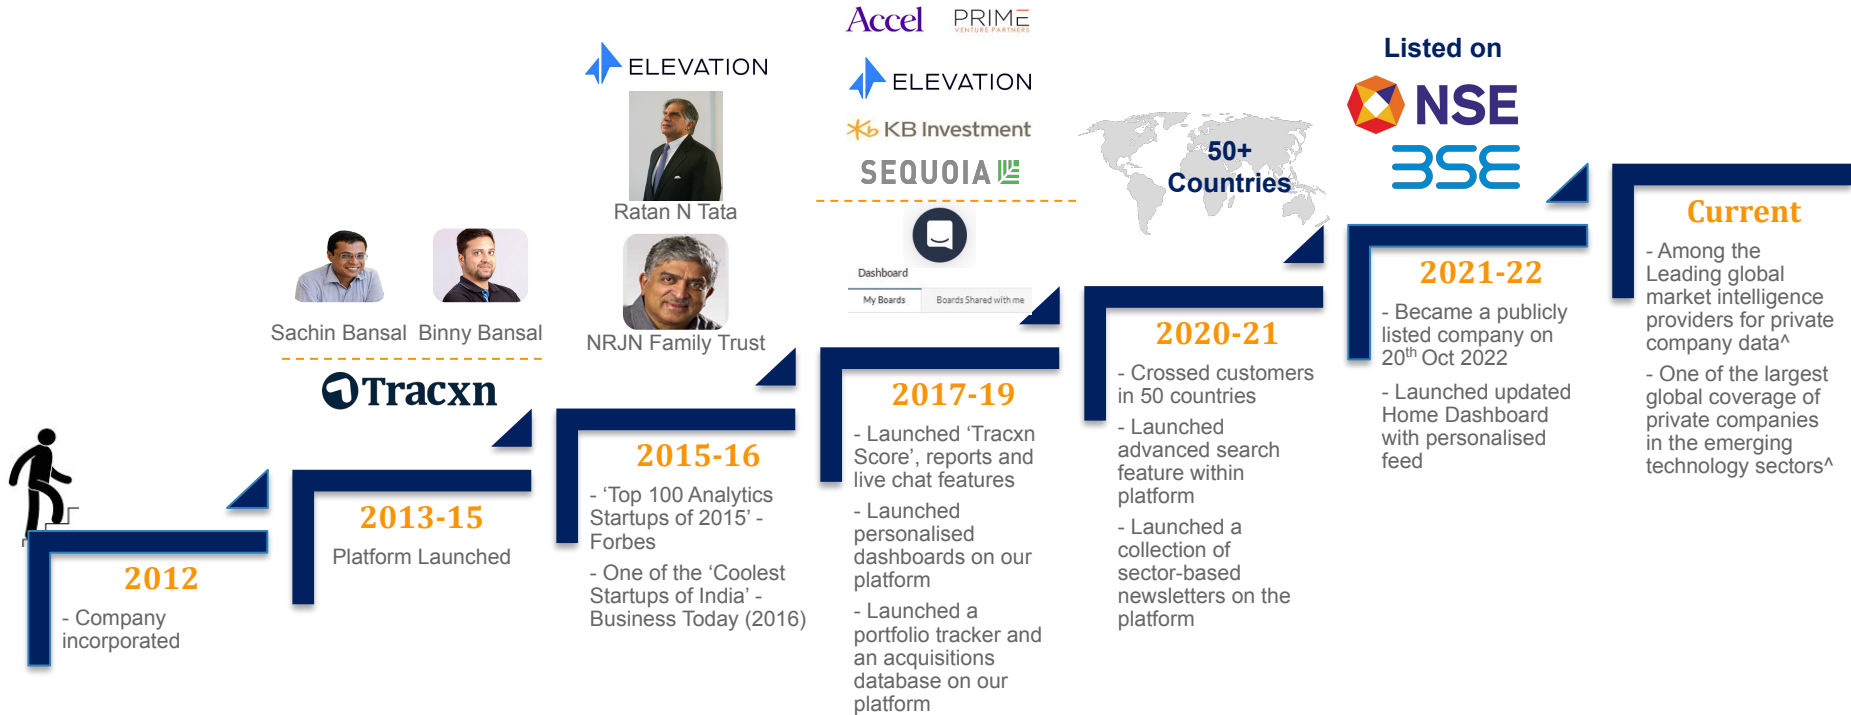 2012
- Company
incorporated
Sachin Bansal Binny Bansal
Tracxn
2013-15
Platform Launched
ELEVATION
Ratan N Tata
NRJN Family Trust
2015-16
- ‘Top 100 Analytics
Startups of 2015’ -
Forbes
- One of the ‘Coolest
Startups of India’ -
Business Today (2016)
Accel PRIME
VENTURE PARTNERS
ELEVATION
KB Investment
SEQUOIA
Dashboard
My Boards Boards Shared with me
2017-19
- Launched ‘Tracxn
Score’, reports and
live chat features
- Launched
personalised
dashboards on our
platform
- Launched a
portfolio tracker and
an acquisitions
database on our
platform
50+
Countries
2020-21
- Crossed customers
in 50 countries
- Launched
advanced search
feature within
platform
- Launched a
collection of
sector-based
newsletters on the
platform
Listed on
NSE
BSE
2021-22
- Became a publicly
listed company on
20th Oct 2022
- Launched updated
Home Dashboard
with personalised
feed
Current
- Among the
Leading global
market intelligence
providers for private
company data^
- One of the largest
global coverage of
private companies
in the emerging
technology sectors^